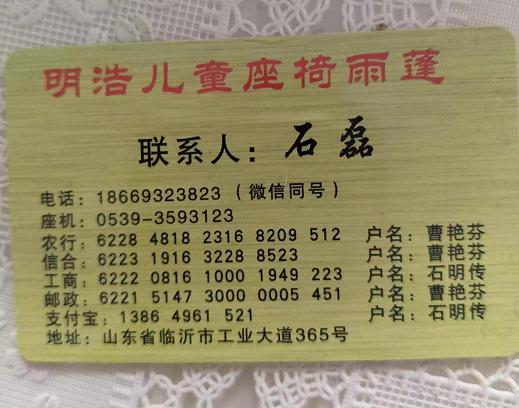 明浩儿童座椅雨蓬
联系人：石磊
电话：18669323823（微信同号）
座机：0539-3593123
农行：6228 4818 2316 8209 512 户名：曹艳芬
信合：6223 1916 3228 8523 户名：曹艳芬
工商：6222 0816 1000 1949 223 户名：石明传
邮政：6221 5147 3000 0005 451 户名：曹艳芬
支付宝：1386 4961 521 户名：石明传
地址：山东省临沂市工业大道365号